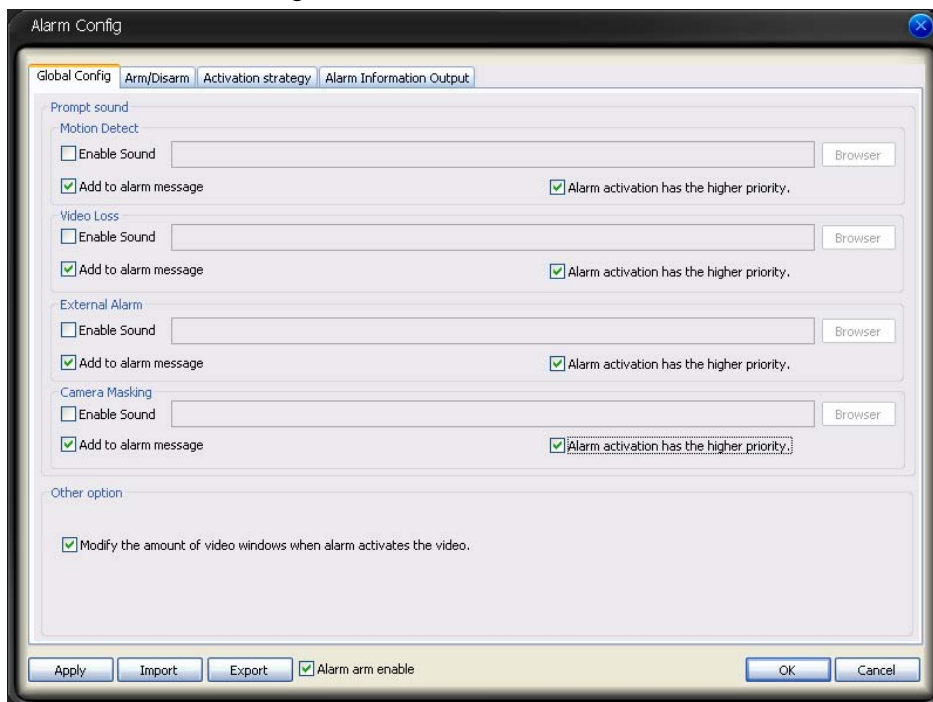 Alarm Config
Global Config Arm/Disarm Activation strategy Alarm Information Output
Prompt sound
Motion Detect
Enable Sound Browser
Add to alarm message Alarm activation has the higher priority.
Video Loss
Enable Sound Browser
Add to alarm message Alarm activation has the higher priority.
External Alarm
Enable Sound Browser
Add to alarm message Alarm activation has the higher priority.
Camera Masking
Enable Sound Browser
Add to alarm message Alarm activation has the higher priority.
Other option
Modify the amount of video windows when alarm activates the video.
Apply Import Export Alarm arm enable OK Cancel